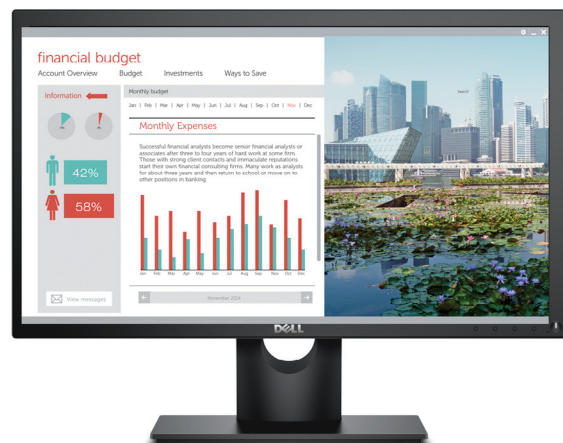 financial budget
Account Overview Budget Investments Ways to Save
Information
Monthly budget
Jan | Feb | Mar | Apr | May | Jun | Jul | Aug | Sep | Oct | Nov | Dec
Monthly Expenses
Successful financial analysts become senior financial analysts or
associates after three to four years of hard work at some firm.
Those with strong client contacts and immaculate reputations
start their own financial consulting firms. Many work as analysts
for about three years and then return to school or move on to
other positions in banking.
42%
58%
Jan Feb Mar Apr May Jun Jul Aug Sep Nov Oct Dec
View messages
November 2014
Search
DELL